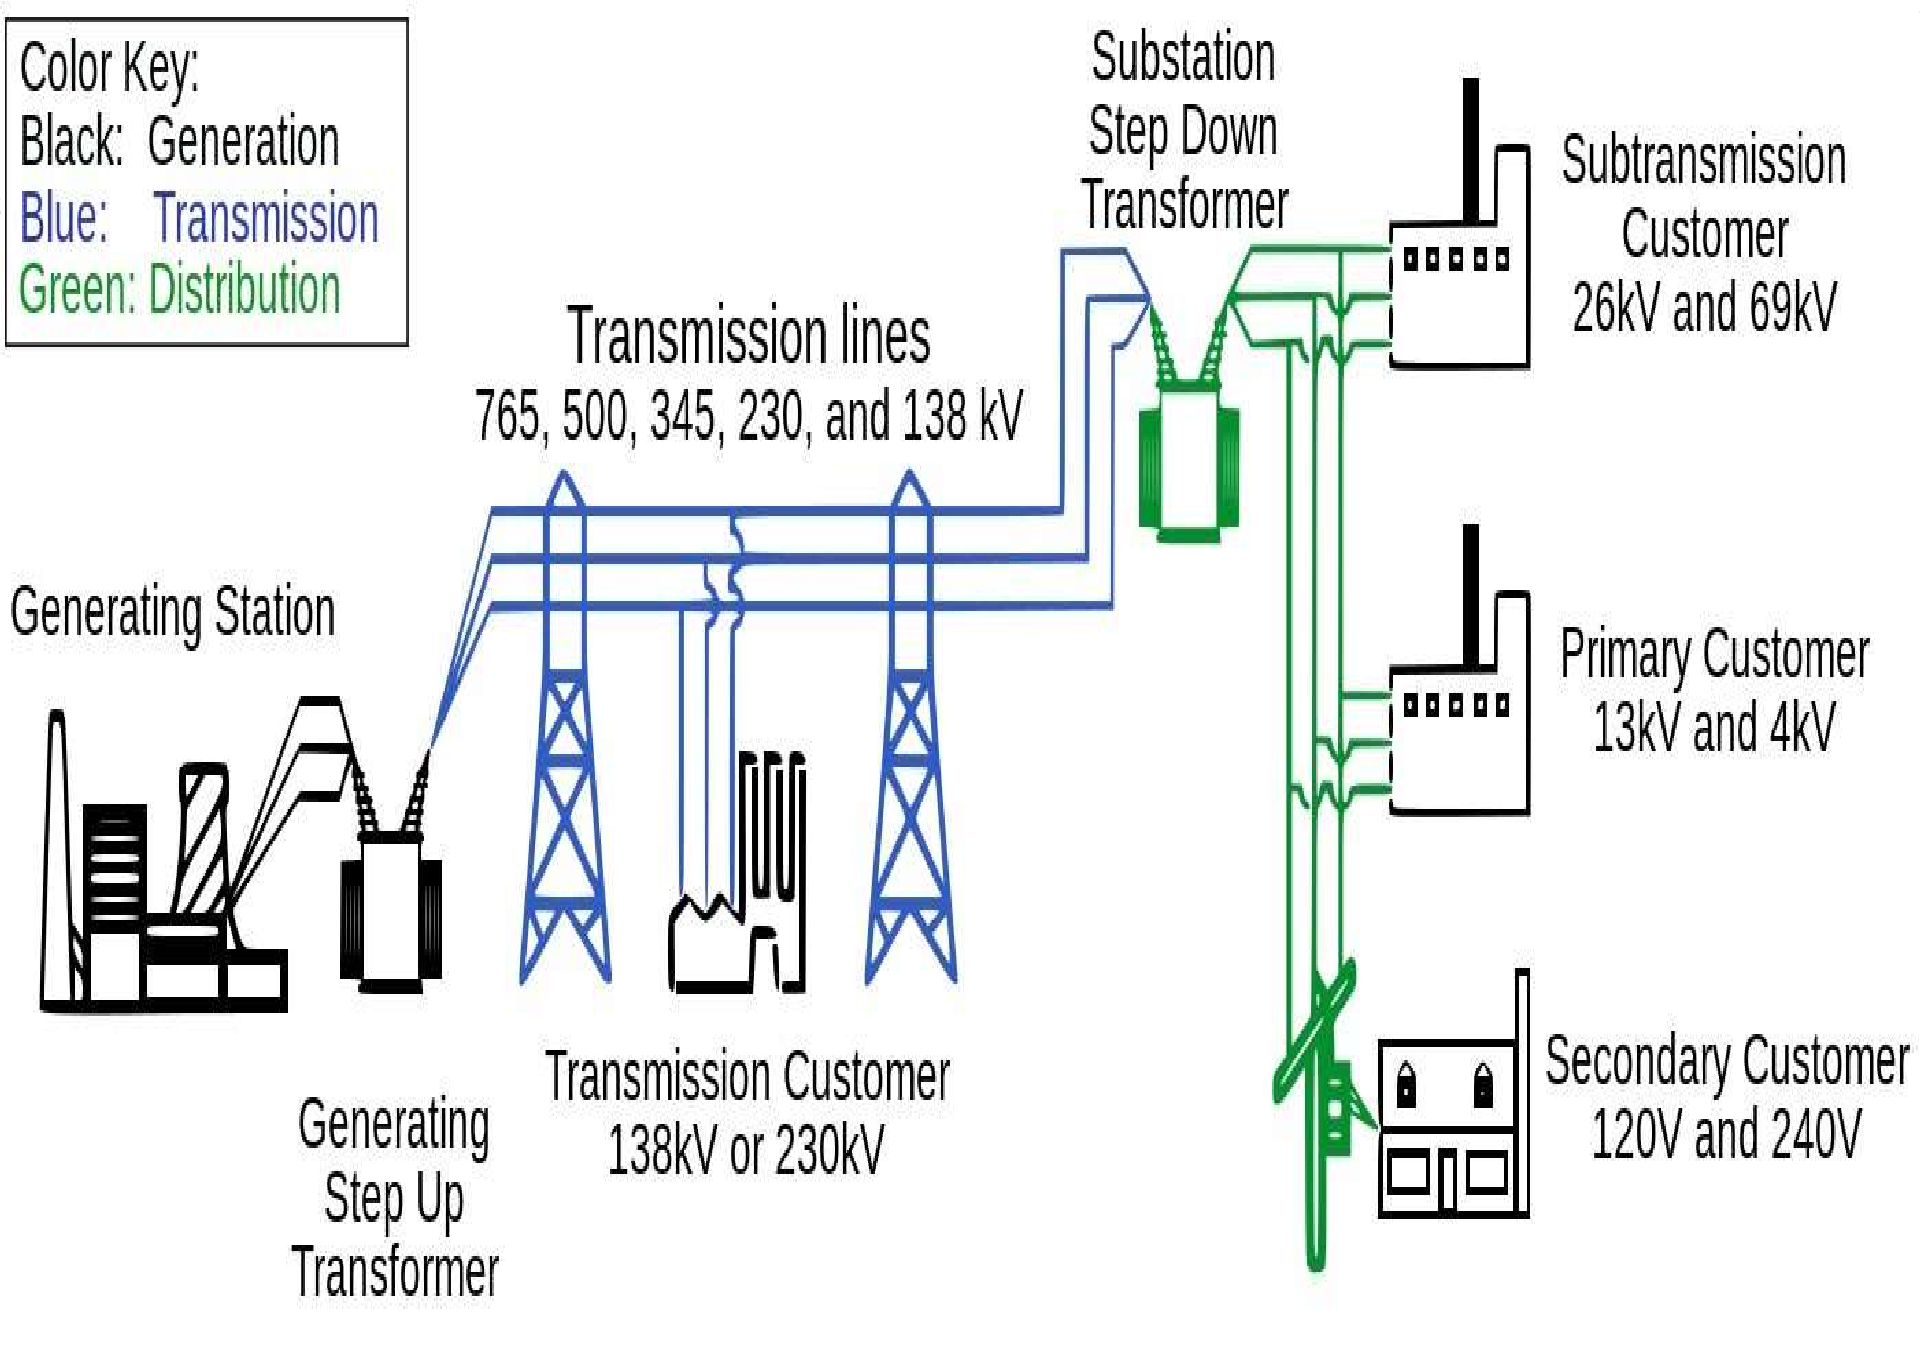 Color Key:
Black: Generation
Blue: Transmission
Green: Distribution
Substation
Step Down
Transformer
Subtransmission
Customer
26kV and 69kV
Transmission lines
765, 500, 345, 230, and 138 kV
Generating Station
Primary Customer
13kV and 4kV
Transmission Customer
138kV or 230kV
Secondary Customer
120V and 240V
Generating
Step Up
Transformer